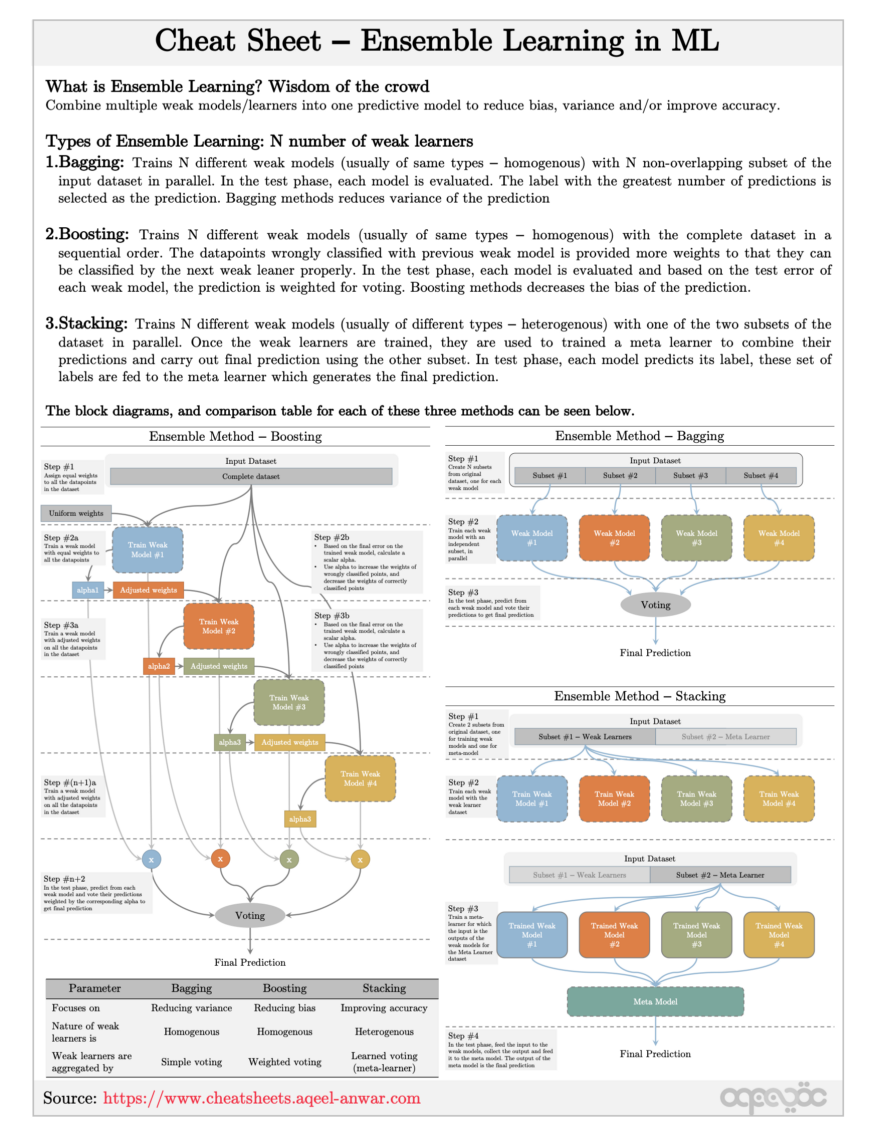 Cheat Sheet – Ensemble Learning in ML
What is Ensemble Learning? Wisdom of the crowd
Combine multiple weak models/learners into one predictive model to reduce bias, variance and/or improve accuracy.
Types of Ensemble Learning: N number of weak learners
1.Bagging: Trains N different weak models (usually of same types – homogenous) with N non-overlapping subset of the
input dataset in parallel. In the test phase, each model is evaluated. The label with the greatest number of predictions is
selected as the prediction. Bagging methods reduces variance of the prediction
2.Boosting: Trains N different weak models (usually of same types – homogenous) with the complete dataset in a
sequential order. The datapoints wrongly classified with previous weak model is provided more weights to that they can
be classified by the next weak leaner properly. In the test phase, each model is evaluated and based on the test error of
each weak model, the prediction is weighted for voting. Boosting methods decreases the bias of the prediction.
3.Stacking: Trains N different weak models (usually of different types – heterogenous) with one of the two subsets of the
dataset in parallel. Once the weak learners are trained, they are used to trained a meta learner to combine their
predictions and carry out final prediction using the other subset. In test phase, each model predicts its label, these set of
labels are fed to the meta learner which generates the final prediction.
The block diagrams, and comparison table for each of these three methods can be seen below.
Ensemble Method – Boosting
Step #1
Assign equal weights
to all the datapoints
in the dataset
Input Dataset
Complete dataset
Uniform weights
Step #2a
Train a weak model
with equal weights to
all the datapoints
Train Weak
Model #1
alpha1
Adjusted weights
Step #2b
• Based on the final error on the
trained weak model, calculate a
scalar alpha.
• Use alpha to increase the weights of
wrongly classified points, and
decrease the weights of correctly
classified points
Step #3a
Train a weak model
with adjusted weights
on all the datapoints
in the dataset
Train Weak
Model #2
alpha2
Adjusted weights
Step #3b
• Based on the final error on the
trained weak model, calculate a
scalar alpha.
• Use alpha to increase the weights of
wrongly classified points, and
decrease the weights of correctly
classified points
Train Weak
Model #3
alpha3
Adjusted weights
Step #(n+1)a
Train a weak model
with adjusted weights
on all the datapoints
in the dataset
Train Weak
Model #4
alpha3
x
x
x
x
Step #n+2
In the test phase, predict from each
weak model and vote their predictions
weighted by the corresponding alpha to
get final prediction
Voting
Final Prediction
Ensemble Method – Bagging
Step #1
Create N subsets
from original
dataset, one for each
weak model
Input Dataset
Subset #1
Subset #2
Subset #3
Subset #4
Step #2
Train each weak
model with an
independent
subset, in
parallel
Weak Model
#1
Weak Model
#2
Weak Model
#3
Weak Model
#4
Step #3
In the test phase, predict from
each weak model and vote their
predictions to get final prediction
Voting
Final Prediction
Ensemble Method – Stacking
Step #1
Create 2 subsets from
original dataset, one
for training weak
models and one for
meta-model
Input Dataset
Subset #1 – Weak Learners
Subset #2 – Meta Learner
Step #2
Train each weak
model with the
weak learner
dataset
Train Weak
Model #1
Train Weak
Model #2
Train Weak
Model #3
Train Weak
Model #4
Input Dataset
Subset #1 – Weak Learners
Subset #2 – Meta Learner
Step #3
Train a meta-
learner for which
the input is the
outputs of the
weak models for
the Meta Learner
dataset
Trained Weak
Model
#1
Trained Weak
Model
#2
Trained Weak
Model
#3
Trained Weak
Model
#4
Meta Model
Step #4
In the test phase, feed the input to the
weak models, collect the output and feed
it to the meta model. The output of the
meta model is the final prediction
Final Prediction
Parameter Bagging Boosting Stacking
Focuses on Reducing variance Reducing bias Improving accuracy
Nature of weak
learners is
Homogenous Homogenous Heterogenous
Weak learners are
aggregated by
Simple voting Weighted voting Learned voting
(meta-learner)
Source: https://www.cheatsheets.aqeel-anwar.com